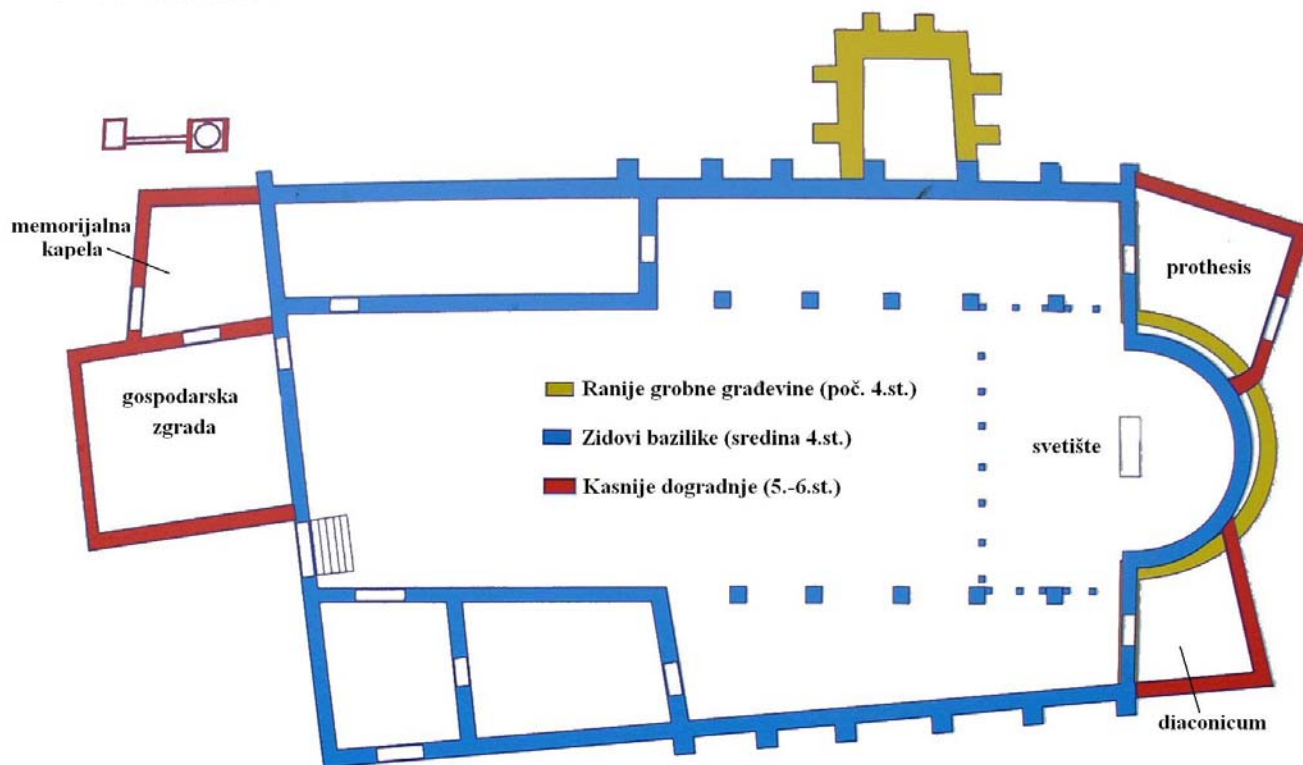 memorijalna
kapela
prothesis
gospodarska
zgrada
Ranije grobne građevine (poč. 4.st.)
Zidovi bazilike (sredina 4.st.)
svetište
Kasnije dogradnje (5.-6.st.)
diaconicum